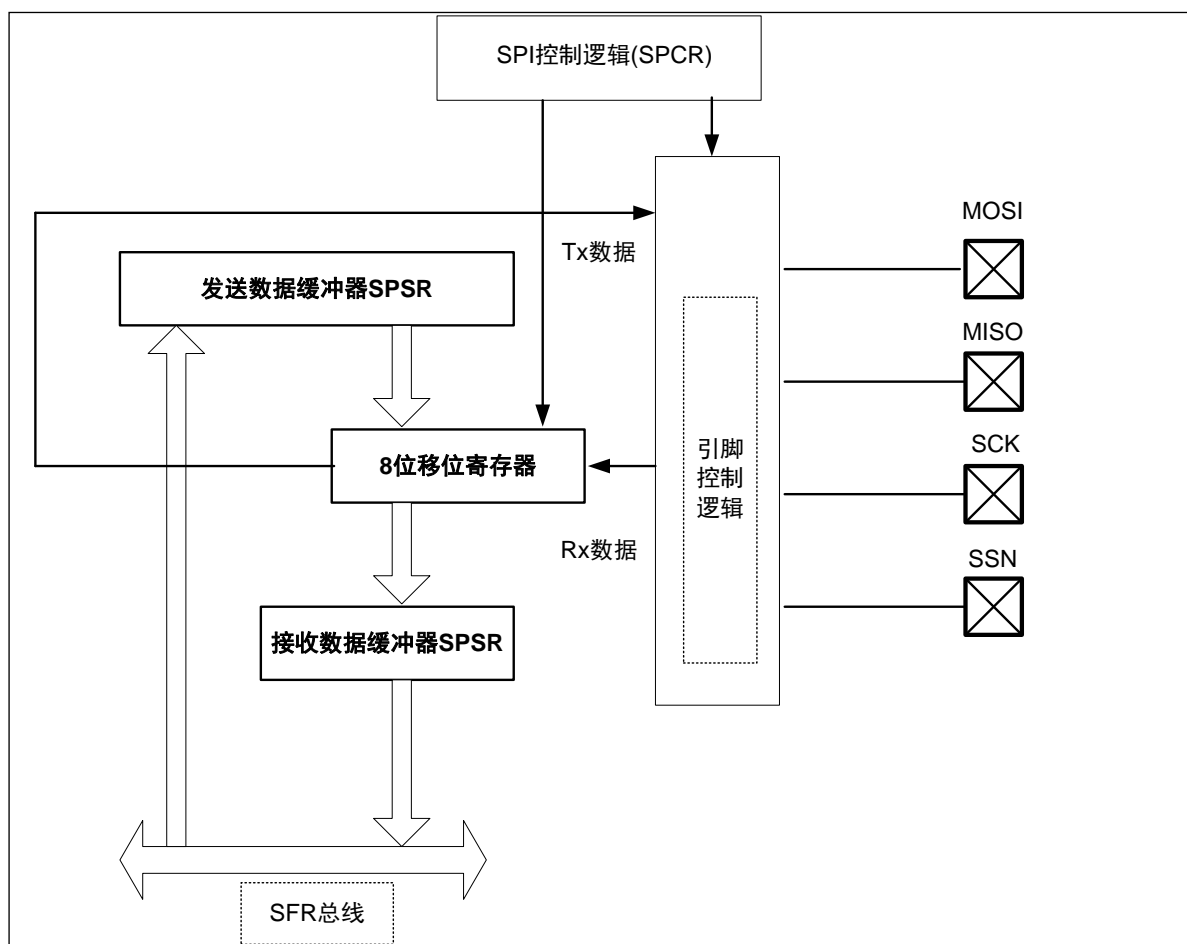 SPI控制逻辑(SPCR)
MOSI
Tx数据
发送数据缓冲器SPSR
MISO
8位移位寄存器
引脚
控制
逻辑
SCK
Rx数据
SSN
接收数据缓冲器SPSR
SFR总线